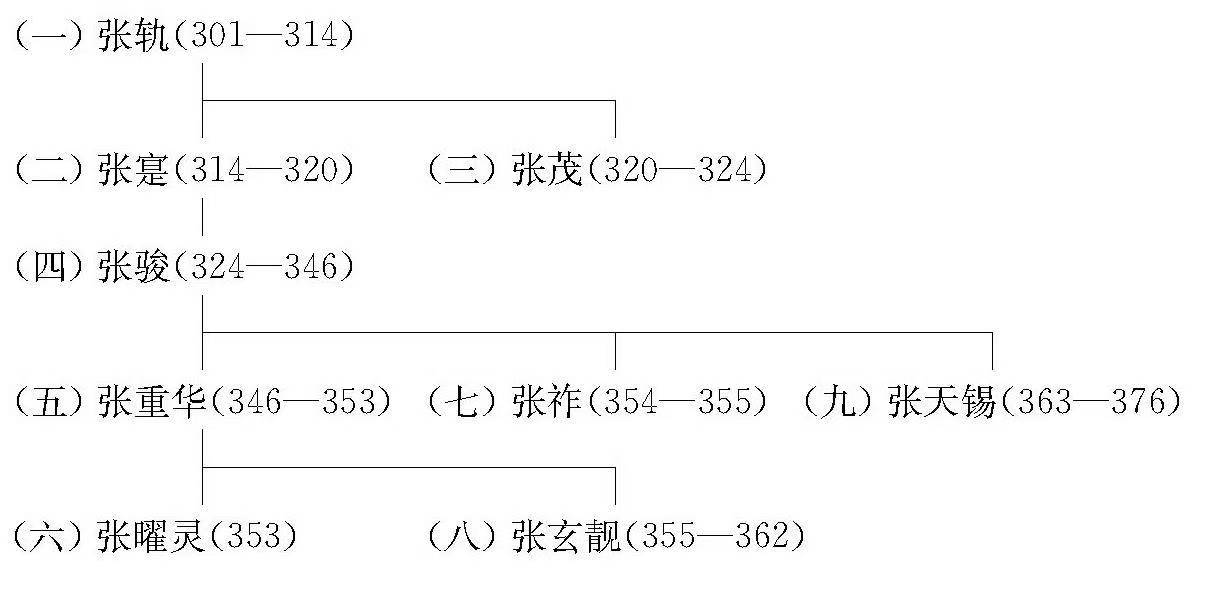 （一）张轨(301—314)
（二）张寔(314—320) （三）张茂(320—324)
（四）张骏(324—346)
（五）张重华(346—353) （七）张祚(354—355) （九）张天锡(363—376)
（六）张曜灵(353) （八）张玄靓(355—362)